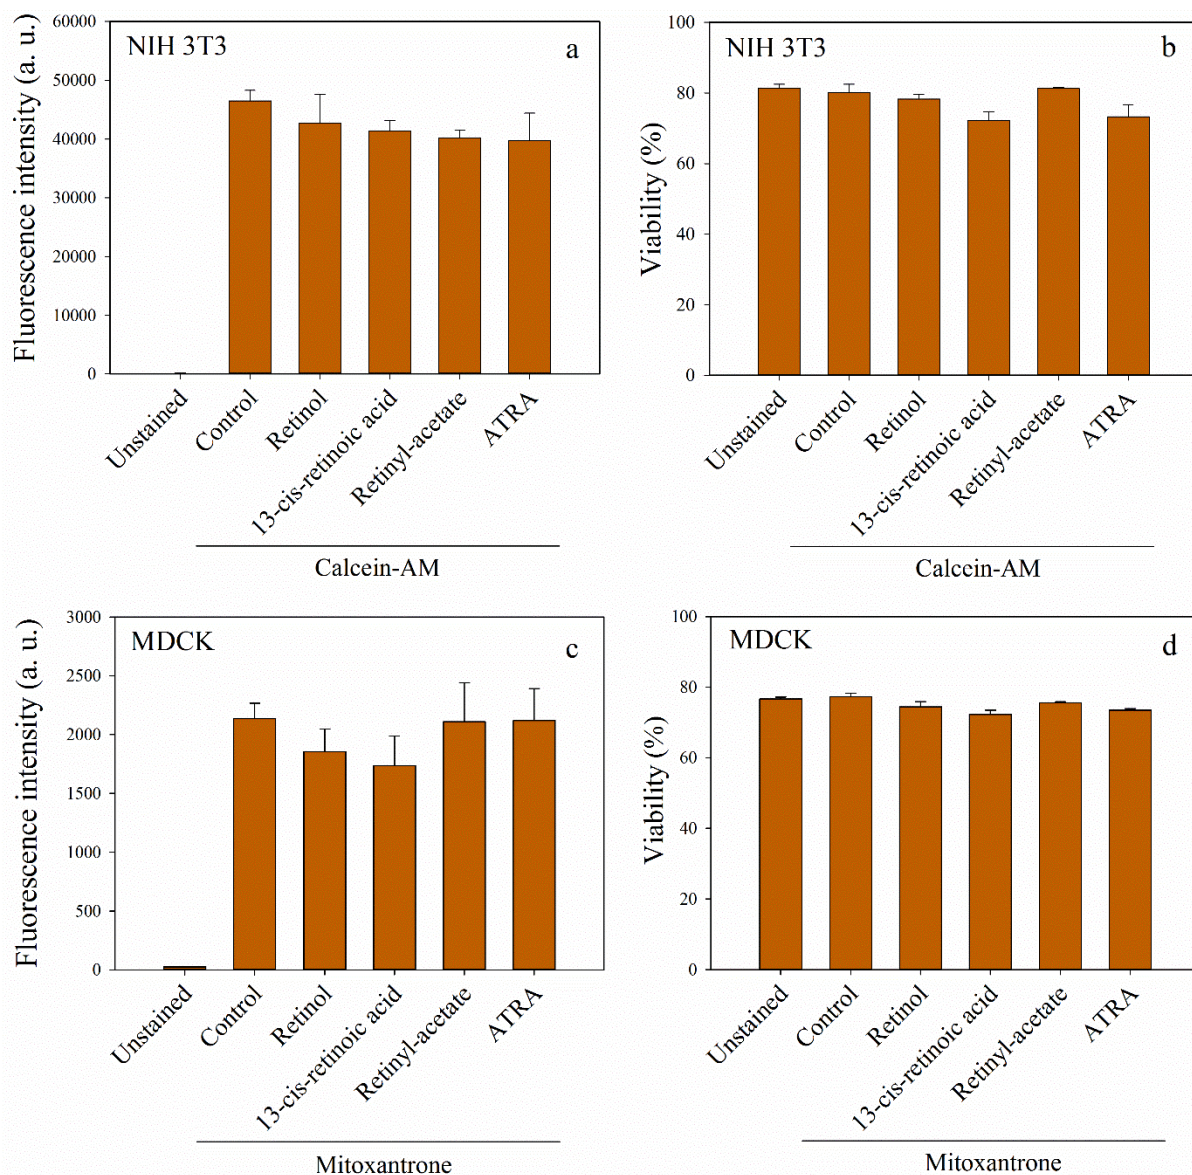 NIH 3T3
a
Fluorescence intensity (a. u.)
60000
50000
40000
30000
20000
10000
0
Unstained
Control
Retinol
13-cis-retinoic acid
Retinyl-acetate
ATRA
Calcein-AM
NIH 3T3
b
Viability (%)
100
80
60
40
20
0
Unstained
Control
Retinol
13-cis-retinoic acid
Retinyl-acetate
ATRA
Calcein-AM
MDCK
c
Fluorescence intensity (a. u.)
3000
2500
2000
1500
1000
500
0
Unstained
Control
Retinol
13-cis-retinoic acid
Retinyl-acetate
ATRA
Mitoxantrone
MDCK
d
Viability (%)
100
80
60
40
20
0
Unstained
Control
Retinol
13-cis-retinoic acid
Retinyl-acetate
ATRA
Mitoxantrone